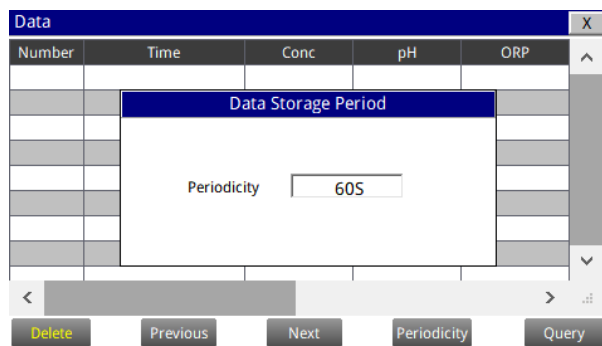 Data X
Number Time Conc pH ORP
Data Storage Period
Periodicity 60S
Delete Previous Next Periodicity Query